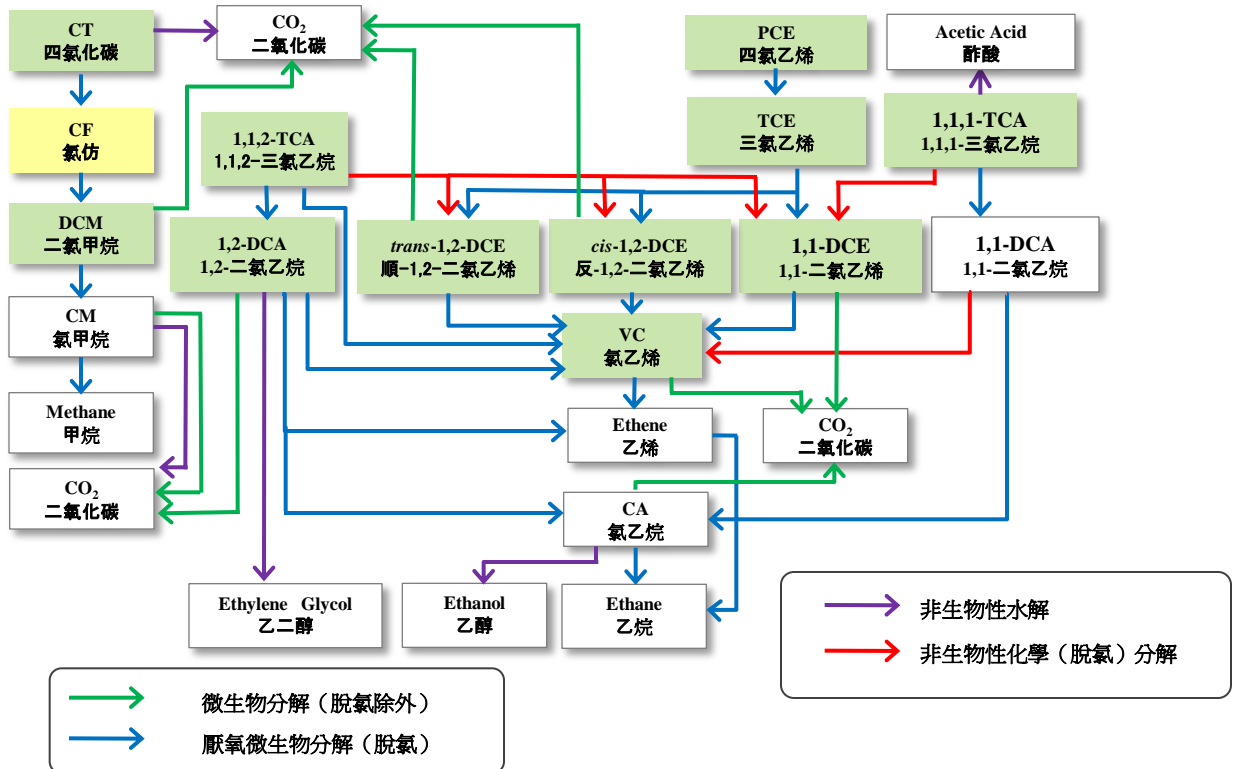 CT
四氯化碳
CO₂
二氧化碳
PCE
四氯乙烯
Acetic Acid
酢酸
CF
氯仿
1,1,2-TCA
1,1,2-三氯乙烷
TCE
三氯乙烯
1,1,1-TCA
1,1,1-三氯乙烷
DCM
二氯甲烷
1,2-DCA
1,2-二氯乙烷
trans-1,2-DCE
順-1,2-二氯乙烯
cis-1,2-DCE
反-1,2-二氯乙烯
1,1-DCE
1,1-二氯乙烯
1,1-DCA
1,1-二氯乙烷
CM
氯甲烷
VC
氯乙烯
Methane
甲烷
Ethene
乙烯
CO₂
二氧化碳
CO₂
二氧化碳
CA
氯乙烷
Ethylene Glycol
乙二醇
Ethanol
乙醇
Ethane
乙烷
非生物性水解
非生物性化學（脫氯）分解
微生物分解（脫氯除外）
厭氧微生物分解（脫氯）